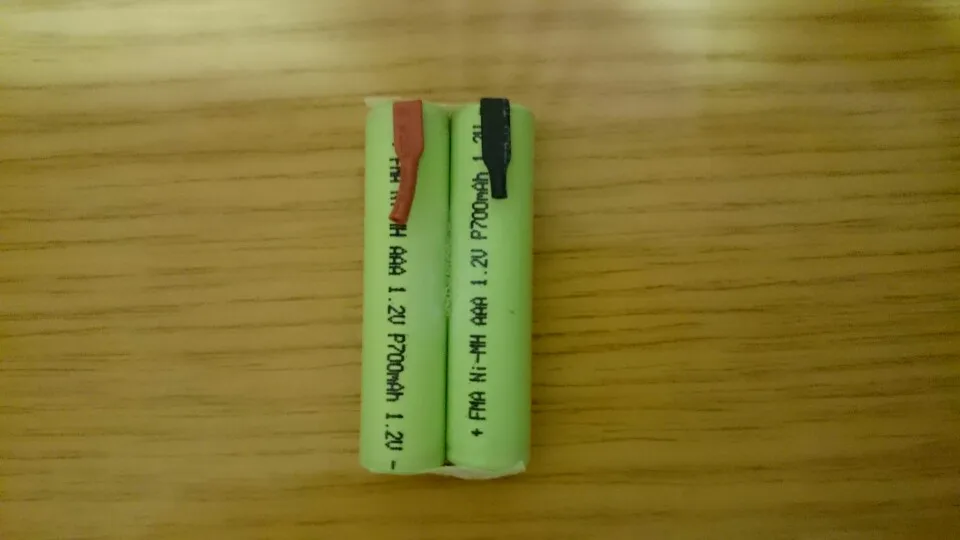 FMA Ni-MH AAA 1.2V P700mAh 1.2V -
+ FMA Ni-MH AAA 1.2V P700mAh 1.2V